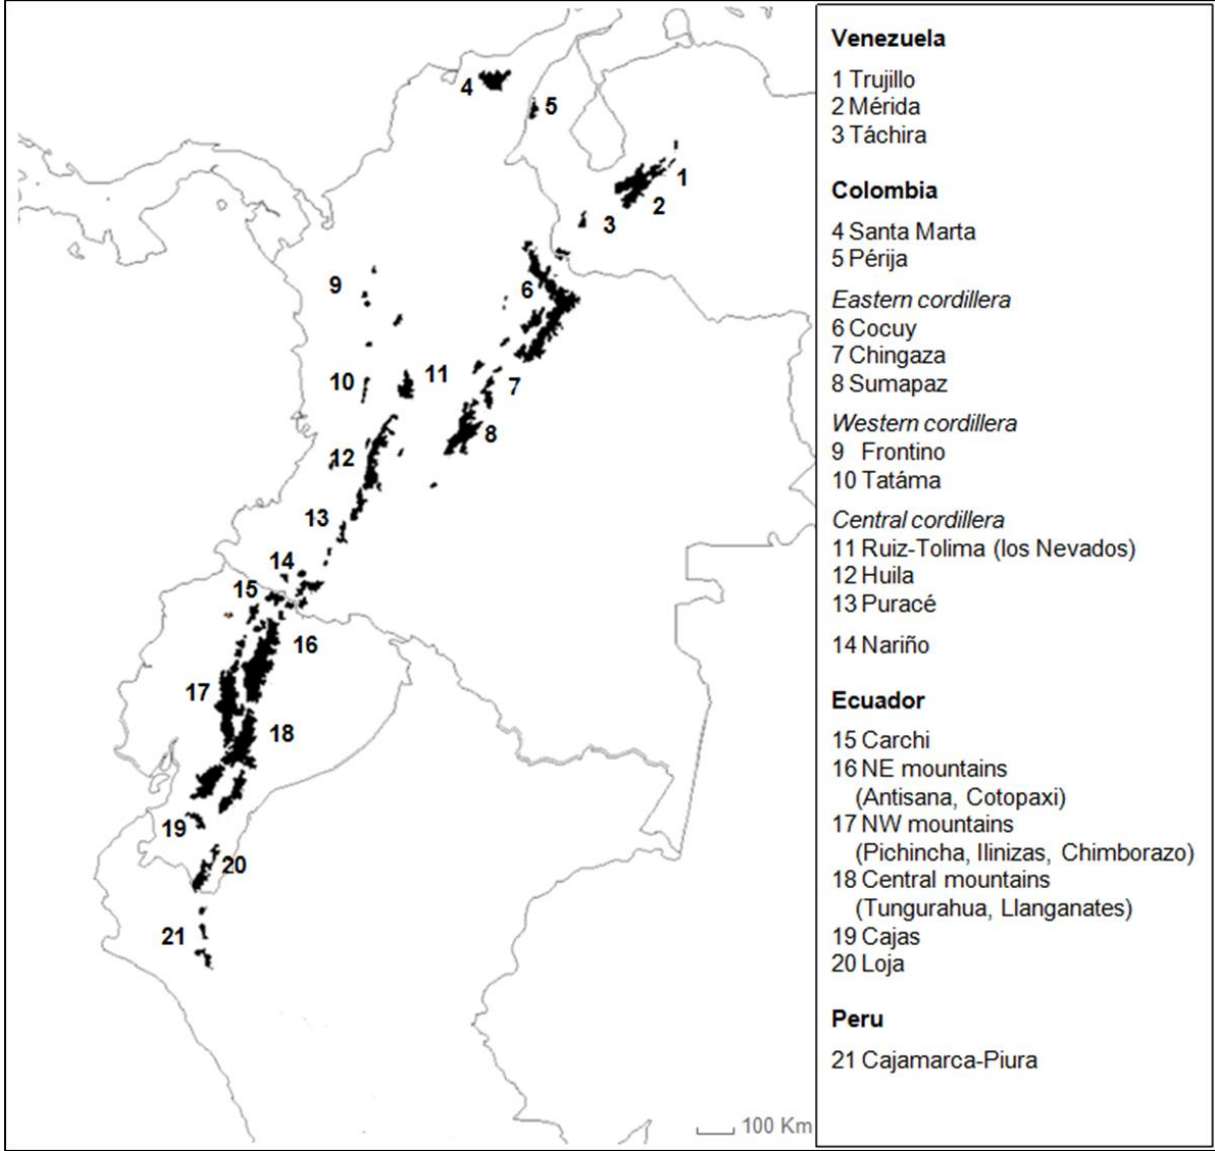 Venezuela
1 Trujillo
2 Mérida
3 Táchira
Colombia
4 Santa Marta
5 Périja
Eastern cordillera
6 Cocuy
7 Chingaza
8 Sumapaz
Western cordillera
9 Frontino
10 Tatáma
Central cordillera
11 Ruiz-Tolima (los Nevados)
12 Huila
13 Puracé
14 Nariño
Ecuador
15 Carchi
16 NE mountains
(Antisana, Cotopaxi)
17 NW mountains
(Pichincha, Ilinizas, Chimborazo)
18 Central mountains
(Tungurahua, Llanganates)
19 Cajas
20 Loja
Peru
21 Cajamarca-Piura
4
5
1
2
3
9
6
10
11
7
8
12
13
14
15
16
17
18
19
20
21
100 Km